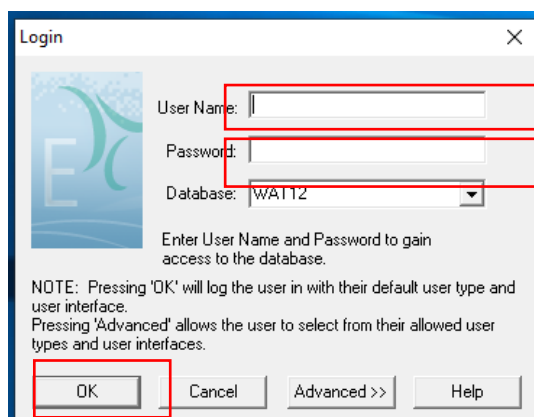 Login
User Name:
Password:
Database: WAT12
Enter User Name and Password to gain
access to the database.
NOTE: Pressing 'OK' will log the user in with their default user type and
user interface.
Pressing 'Advanced' allows the user to select from their allowed user
types and user interfaces.
OK Cancel Advanced >> Help